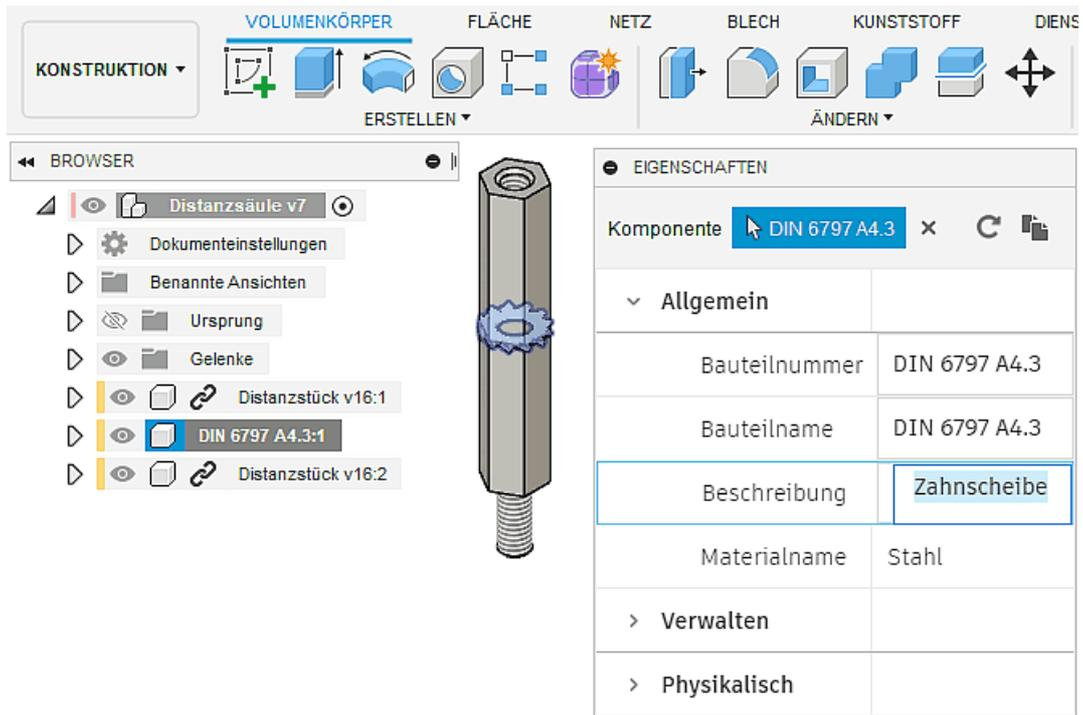 VOLUMENKÖRPER FLÄCHE NETZ BLECH KUNSTSTOFF DIENS
KONSTRUKTION
ERSTELLEN ÄNDERN
BROWSER
Distanzsäule v7
Dokumenteinstellungen
Benannte Ansichten
Ursprung
Gelenke
Distanzstück v16:1
DIN 6797 A4.3:1
Distanzstück v16:2
EIGENSCHAFTEN
Komponente DIN 6797 A4.3
Allgemein
Bauteilnummer DIN 6797 A4.3
Bauteilname DIN 6797 A4.3
Beschreibung Zahnscheibe
Materialname Stahl
Verwalten
Physikalisch